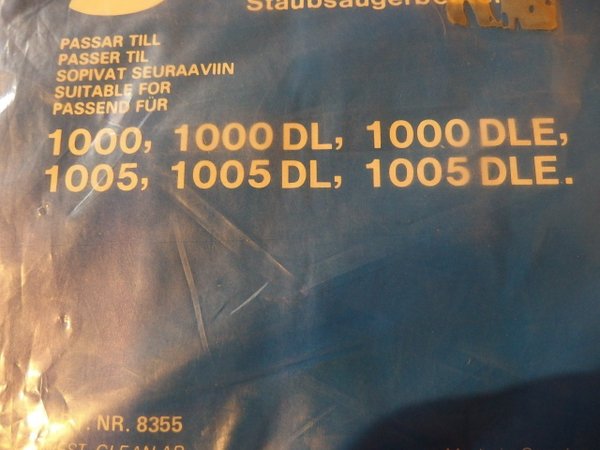 PASSAR TILL
PASSER TIL
SOPIVAT SEURAAVIIN
SUITABLE FOR
PASSEND FÜR
1000, 1000 DL, 1000 DLE,
1005, 1005 DL, 1005 DLE.
NR. 8355